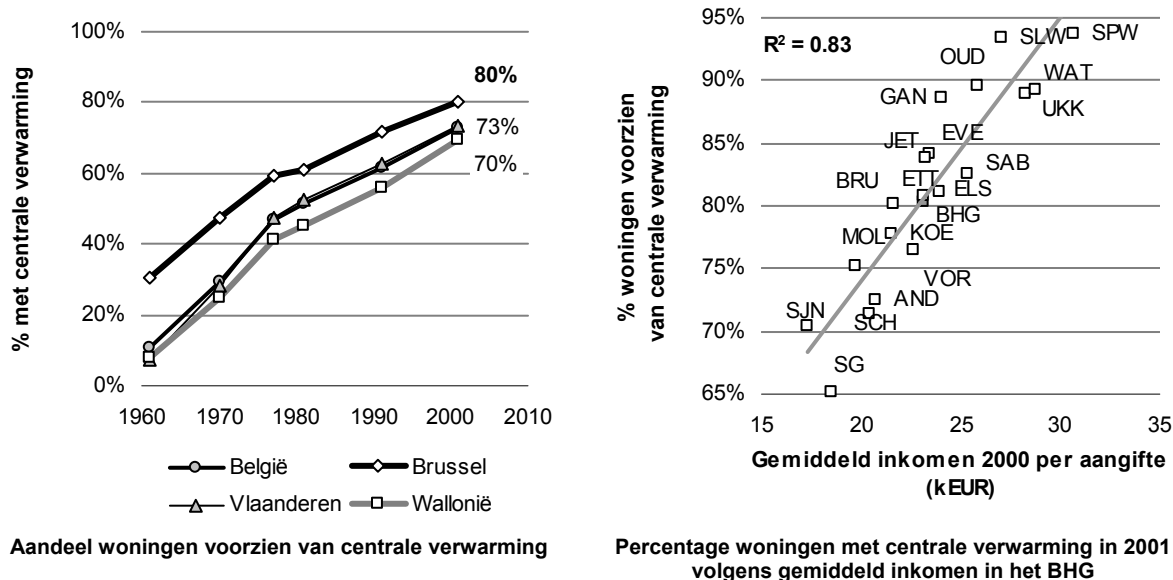 % met centrale verwarming
100%
80%
60%
40%
20%
0%
80%
73%
70%
1960 1970 1980 1990 2000 2010
België Brussel
Vlaanderen Wallonië
Aandeel woningen voorzien van centrale verwarming
% woningen voorzien
van centrale verwarming
95%
90%
85%
80%
75%
70%
65%
R² = 0.83
SLW SPW
OUD
WAT
GAN
UKK
JET EVE
SAB
BRU ETT ELS
BHG
MOL KOE
VOR
AND
SJN
SCH
SG
15 20 25 30 35
Gemiddeld inkomen 2000 per aangifte
(kEUR)
Percentage woningen met centrale verwarming in 2001
volgens gemiddeld inkomen in het BHG